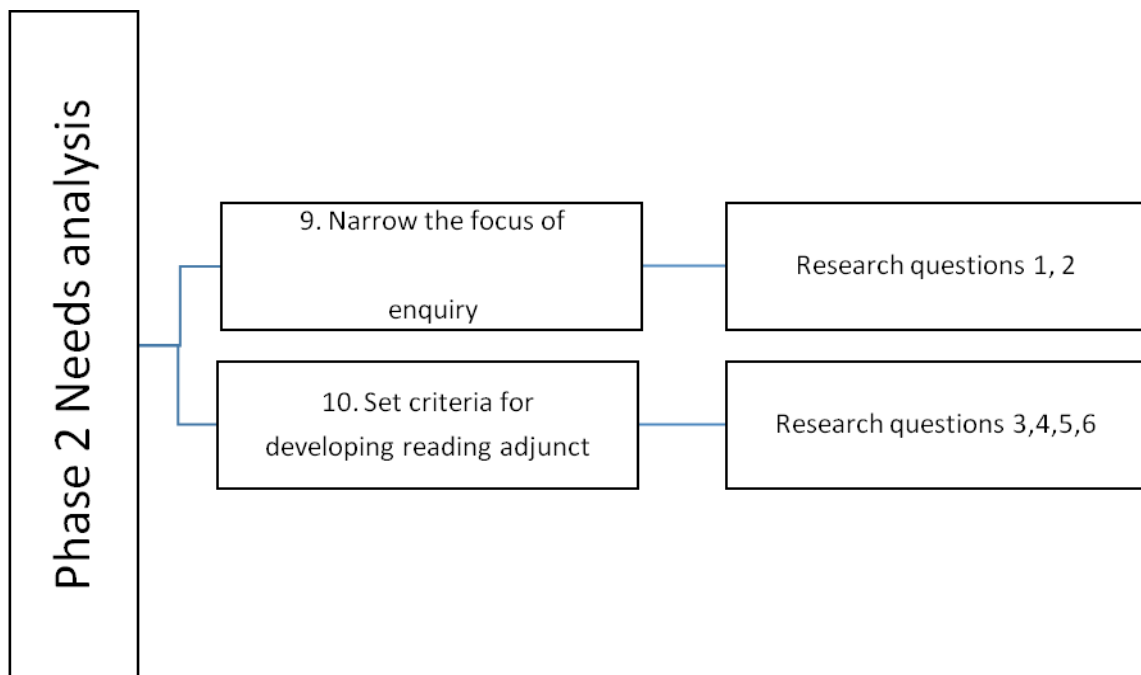 Phase 2 Needs analysis
9. Narrow the focus of
enquiry
Research questions 1, 2
10. Set criteria for
developing reading adjunct
Research questions 3,4,5,6